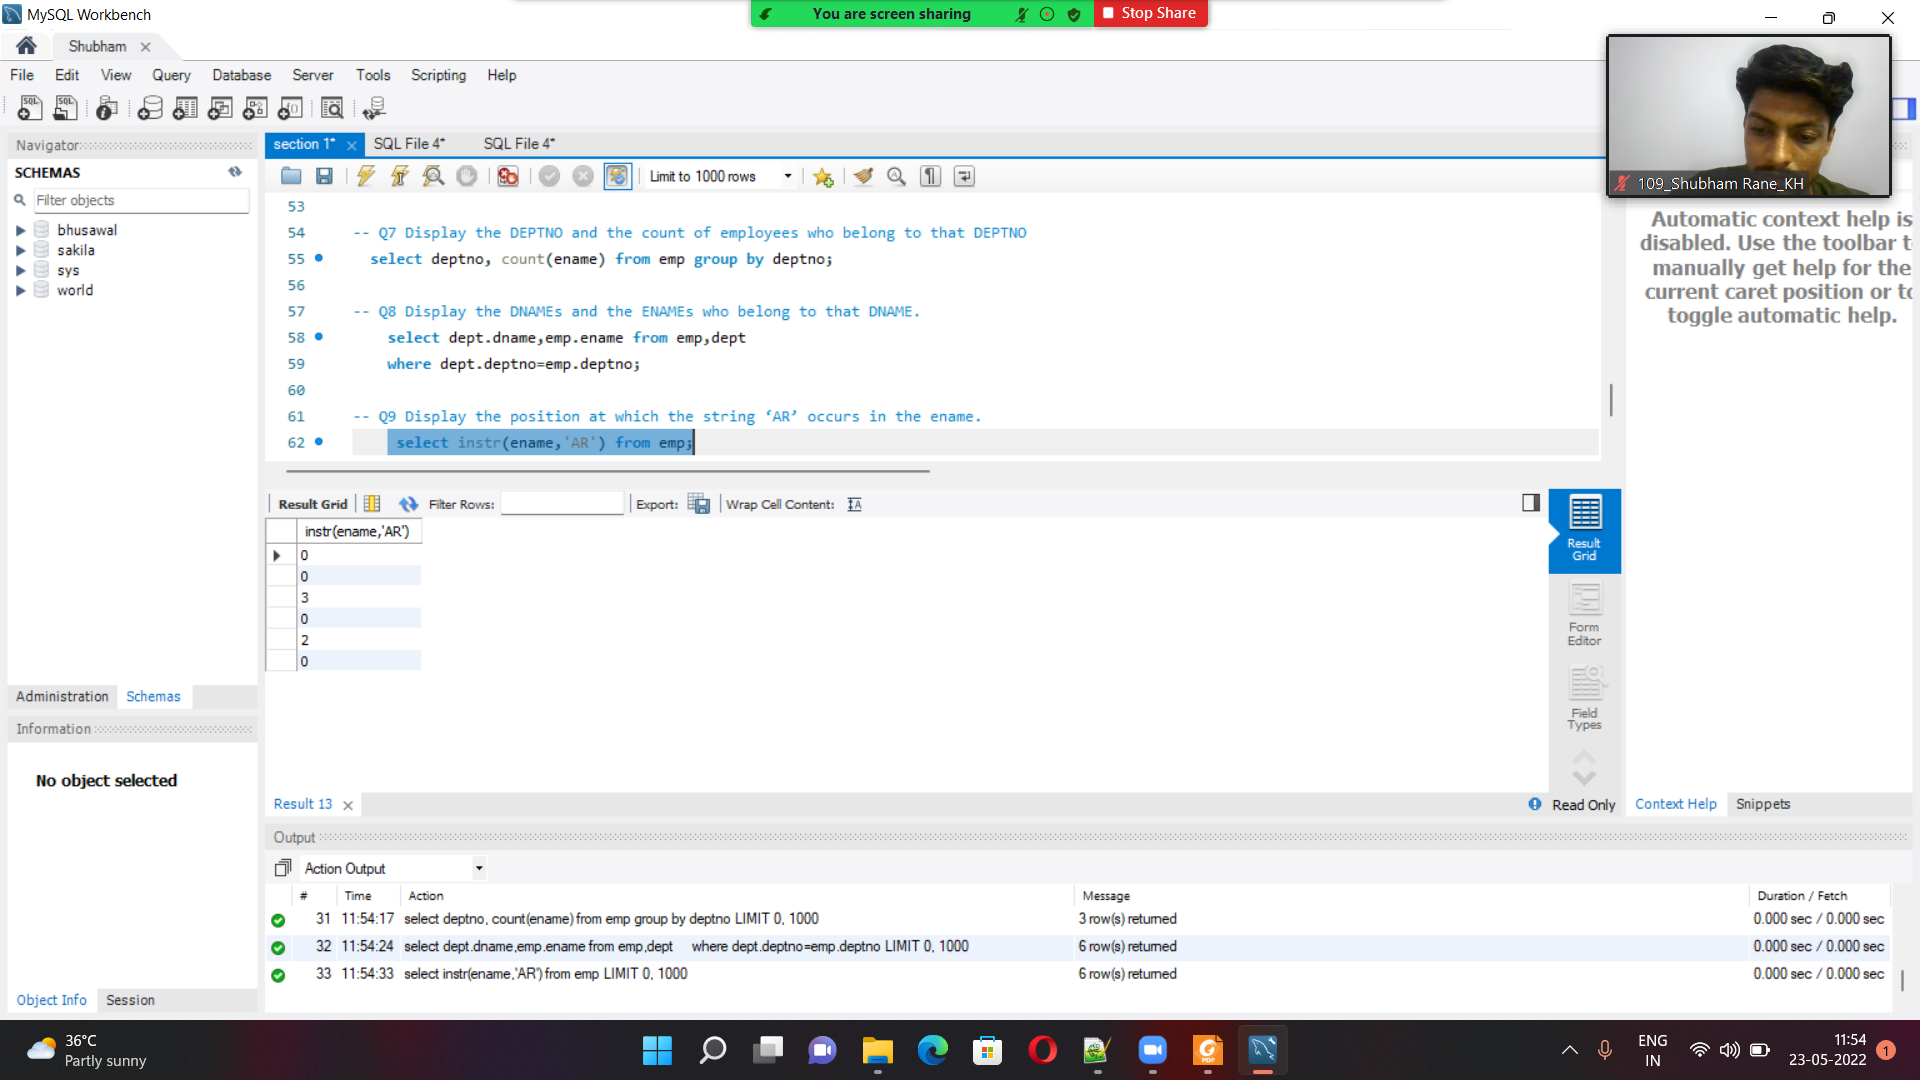 MySQL Workbench
You are screen sharing
Stop Share
Shubham
File Edit View Query Database Server Tools Scripting Help
Navigator
SCHEMAS
Filter objects
bhusawal
sakila
sys
world
Administration Schemas
Information
No object selected
Object Info Session
section 1* SQL File 4* SQL File 4*
Limit to 1000 rows
53
54 -- Q7 Display the DEPTNO and the count of employees who belong to that DEPTNO
55 select deptno, count(ename) from emp group by deptno;
56
57 -- Q8 Display the DNAMEs and the ENAMEs who belong to that DNAME.
58 select dept.dname,emp.ename from emp,dept
59 where dept.deptno=emp.deptno;
60
61 -- Q9 Display the position at which the string ‘AR’ occurs in the ename.
62 select instr(ename,'AR') from emp;
Result Grid Filter Rows: Export: Wrap Cell Content:
instr(ename,'AR')
0
0
3
0
2
0
Result Grid
Form Editor
Field Types
Result 13
Read Only
109_Shubham Rane_KH
Automatic context help is
disabled. Use the toolbar t
manually get help for the
current caret position or to
toggle automatic help.
Context Help Snippets
Output
Action Output
# Time Action Message Duration / Fetch
31 11:54:17 select deptno, count(ename) from emp group by deptno LIMIT 0, 1000 3 row(s) returned 0.000 sec / 0.000 sec
32 11:54:24 select dept.dname,emp.ename from emp,dept where dept.deptno=emp.deptno LIMIT 0, 1000 6 row(s) returned 0.000 sec / 0.000 sec
33 11:54:33 select instr(ename,'AR') from emp LIMIT 0, 1000 6 row(s) returned 0.000 sec / 0.000 sec
36°C
Partly sunny
ENG
IN
11:54
23-05-2022
1